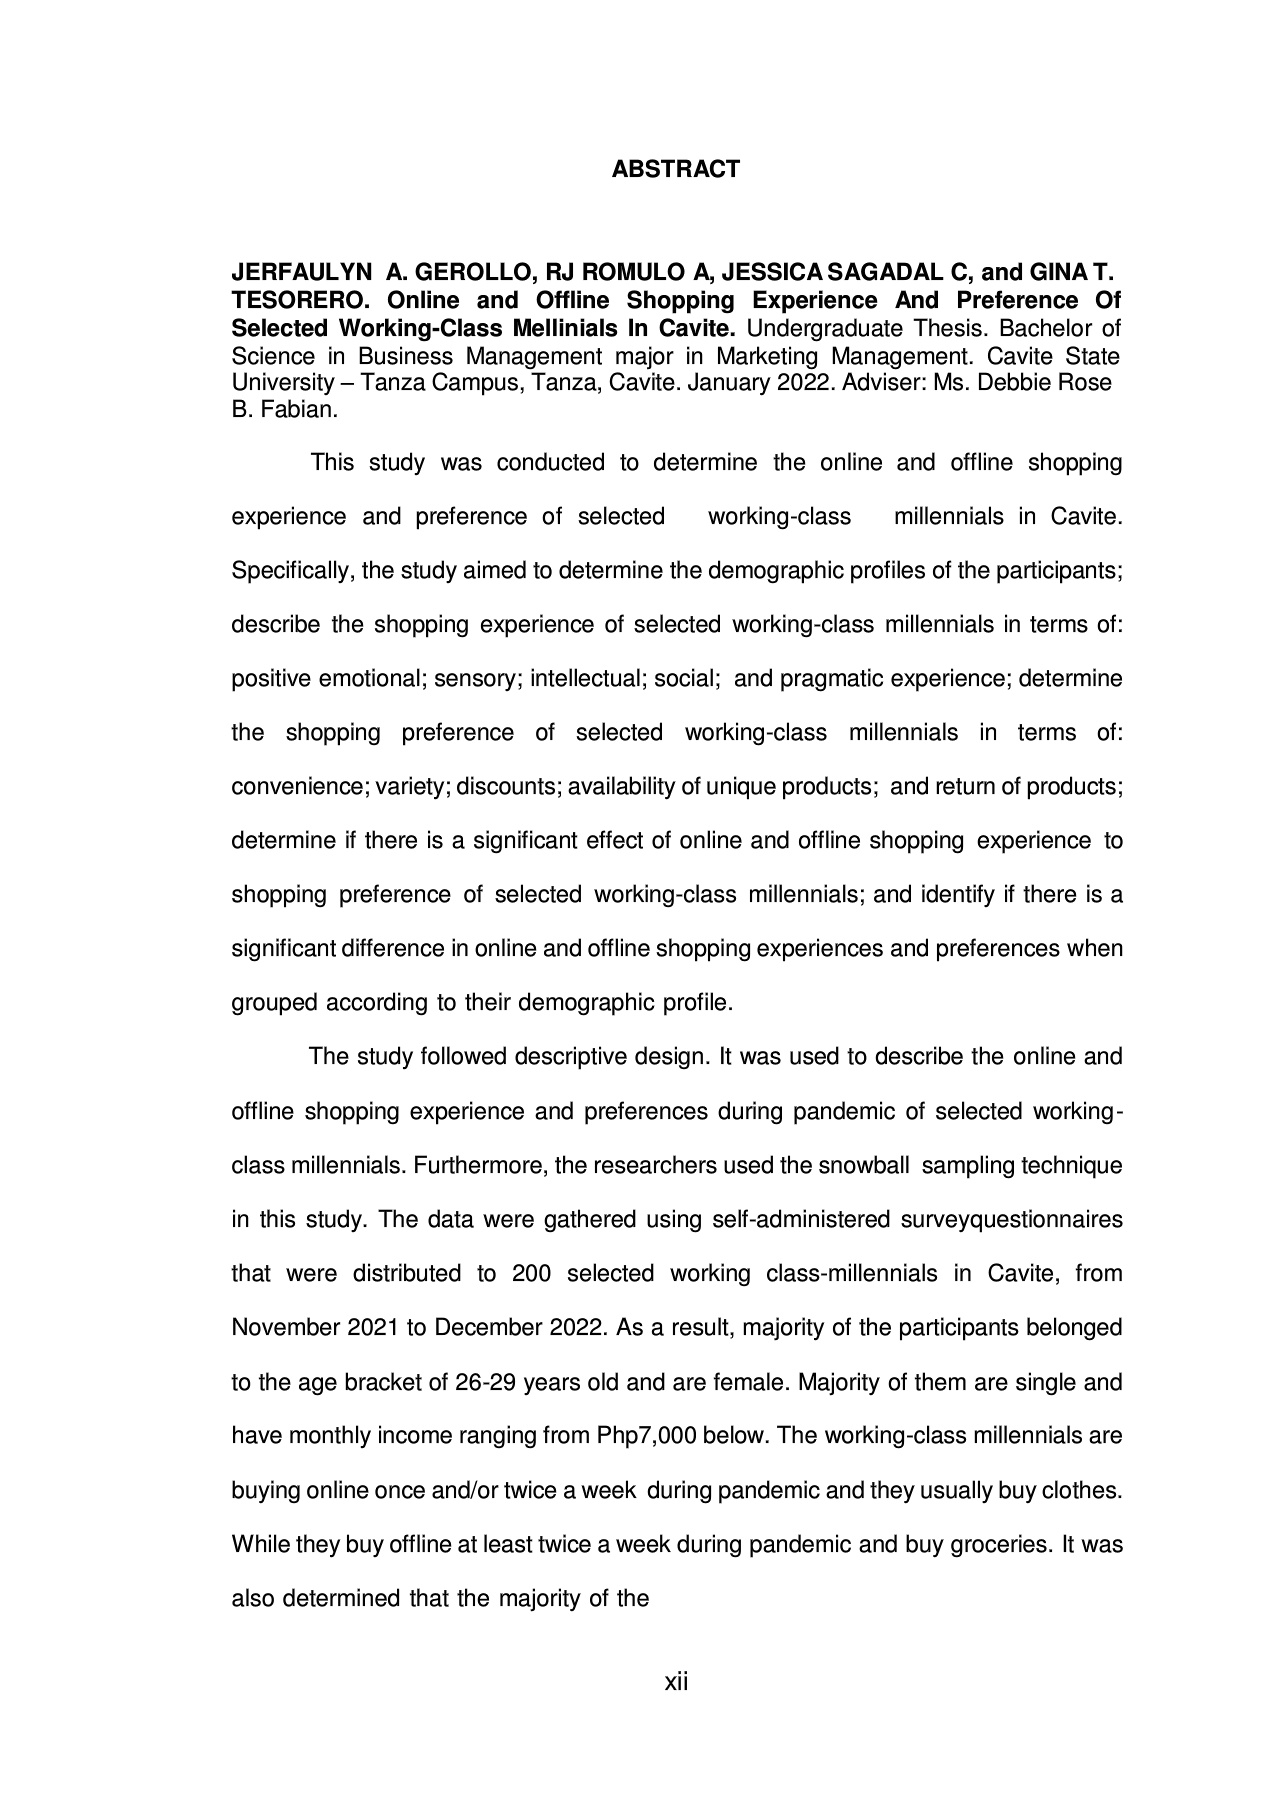 ABSTRACT
JERFAULYN A. GEROLLO, RJ ROMULO A, JESSICA SAGADAL C, and GINA T.
TESORERO. Online and Offline Shopping Experience And Preference Of
Selected Working-Class Mellinials In Cavite. Undergraduate Thesis. Bachelor of
Science in Business Management major in Marketing Management. Cavite State
University – Tanza Campus, Tanza, Cavite. January 2022. Adviser: Ms. Debbie Rose
B. Fabian.
This study was conducted to determine the online and offline shopping
experience and preference of selected working-class millennials in Cavite.
Specifically, the study aimed to determine the demographic profiles of the participants;
describe the shopping experience of selected working-class millennials in terms of:
positive emotional; sensory; intellectual; social; and pragmatic experience; determine
the shopping preference of selected working-class millennials in terms of:
convenience; variety; discounts; availability of unique products; and return of products;
determine if there is a significant effect of online and offline shopping experience to
shopping preference of selected working-class millennials; and identify if there is a
significant difference in online and offline shopping experiences and preferences when
grouped according to their demographic profile.
The study followed descriptive design. It was used to describe the online and
offline shopping experience and preferences during pandemic of selected working-
class millennials. Furthermore, the researchers used the snowball sampling technique
in this study. The data were gathered using self-administered surveyquestionnaires
that were distributed to 200 selected working class-millennials in Cavite, from
November 2021 to December 2022. As a result, majority of the participants belonged
to the age bracket of 26-29 years old and are female. Majority of them are single and
have monthly income ranging from Php7,000 below. The working-class millennials are
buying online once and/or twice a week during pandemic and they usually buy clothes.
While they buy offline at least twice a week during pandemic and buy groceries. It was
also determined that the majority of the
xii